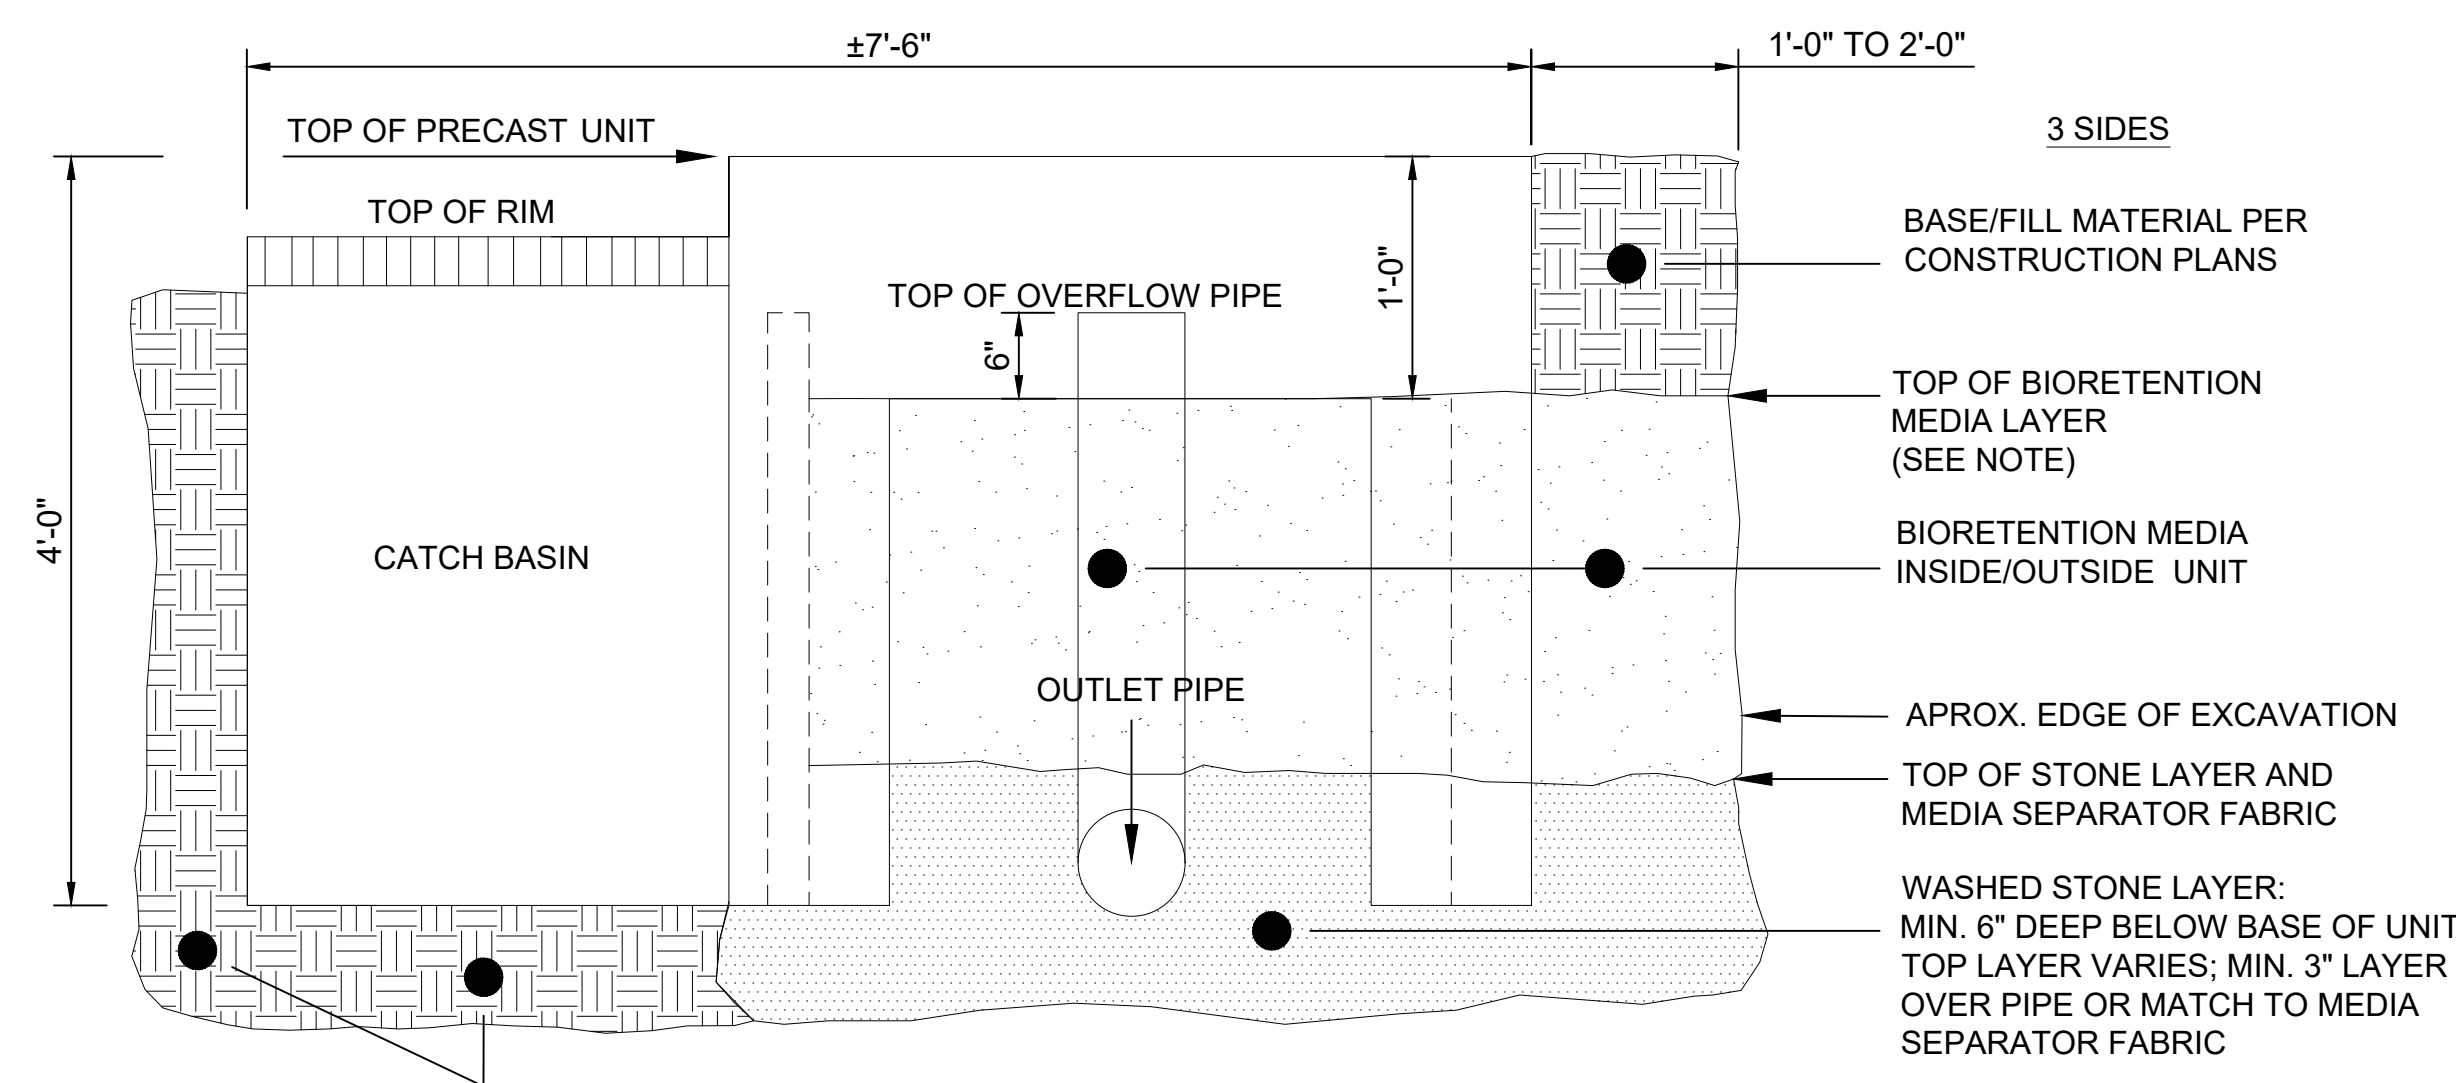 ±7'-6"
1'-0" TO 2'-0"
TOP OF PRECAST UNIT
3 SIDES
TOP OF RIM
BASE/FILL MATERIAL PER
CONSTRUCTION PLANS
TOP OF OVERFLOW PIPE
1'-0"
6"
TOP OF BIORETENTION
MEDIA LAYER
(SEE NOTE)
4'-0"
CATCH BASIN
BIORETENTION MEDIA
INSIDE/OUTSIDE UNIT
OUTLET PIPE
APROX. EDGE OF EXCAVATION
TOP OF STONE LAYER AND
MEDIA SEPARATOR FABRIC
WASHED STONE LAYER:
MIN. 6" DEEP BELOW BASE OF UNIT
TOP LAYER VARIES; MIN. 3" LAYER
OVER PIPE OR MATCH TO MEDIA
SEPARATOR FABRIC